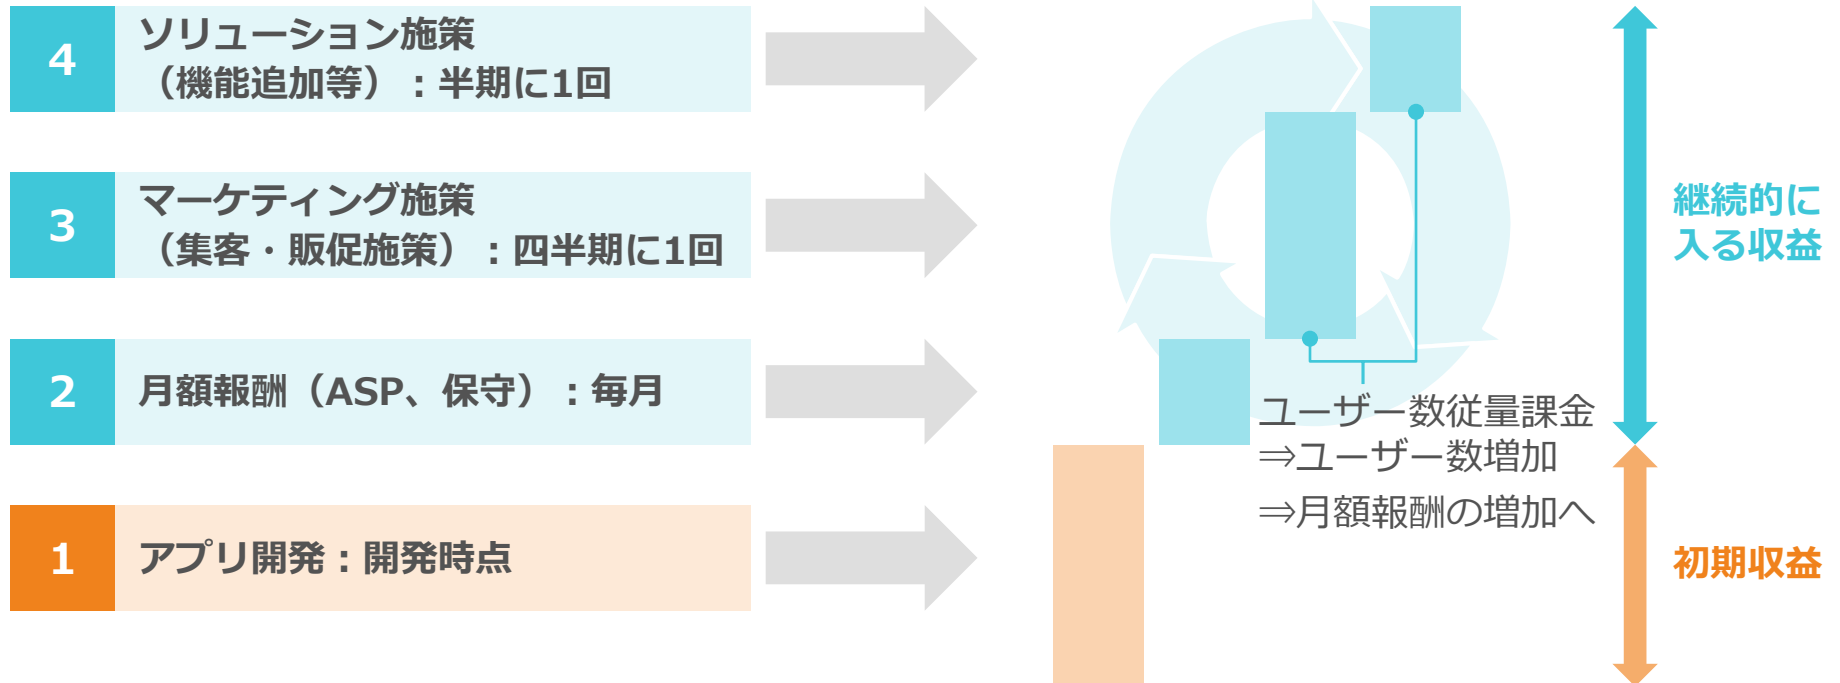 4
ソリューション施策
（機能追加等）：半期に1回
3
マーケティング施策
（集客・販促施策）：四半期に1回
2
月額報酬（ASP、保守）：毎月
1
アプリ開発：開発時点
ユーザー数従量課金
⇒ユーザー数増加
⇒月額報酬の増加へ
継続的に
入る収益
初期収益